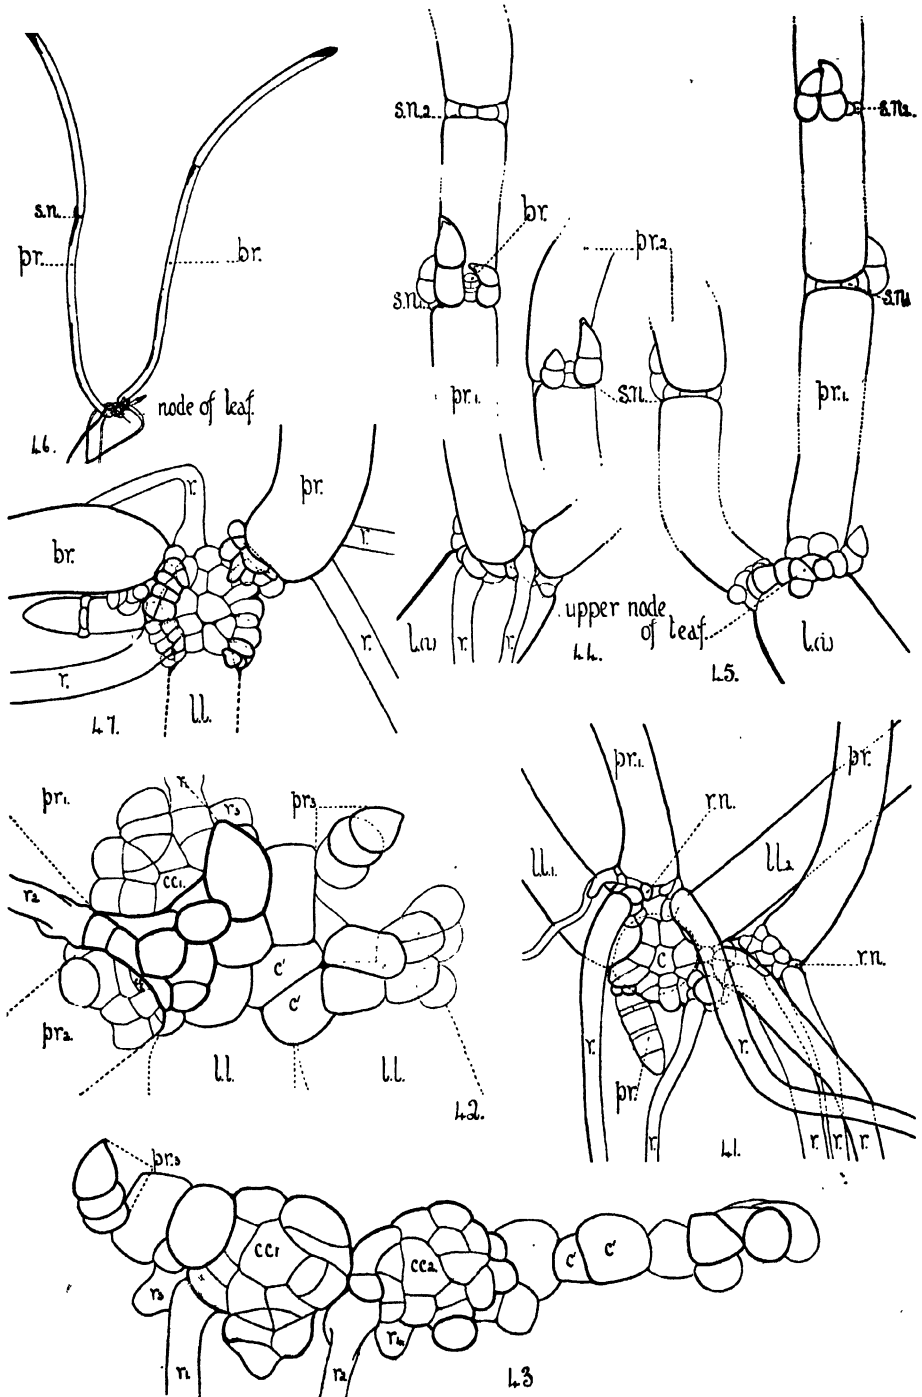 s.n.
pr.
br.
node of leaf.
46.
s.n.2
br.
s.n.1
pr.1.
pr.2
s.n.
l.(i)
r.
r.
44.
s.n.2.
s.n.1
pr.1.
upper node
of leaf.
l.(i)
45.
r.
pr.
br.
r.
r.
r.
l.l.
47.
pr.1.
r.1
r.3
pr.3
cc1.
r.2
c'
c'
x
pr.2
l.l.
l.l.
42.
pr.1.
pr.
r.n.
l.l.1.
l.l.2.
c
r.n.
r.
r.
pr.
r.
r.
r.
r.
41.
pr.3
cc1
cc2
c'
c'
x
r3
r4
r1
r2
43